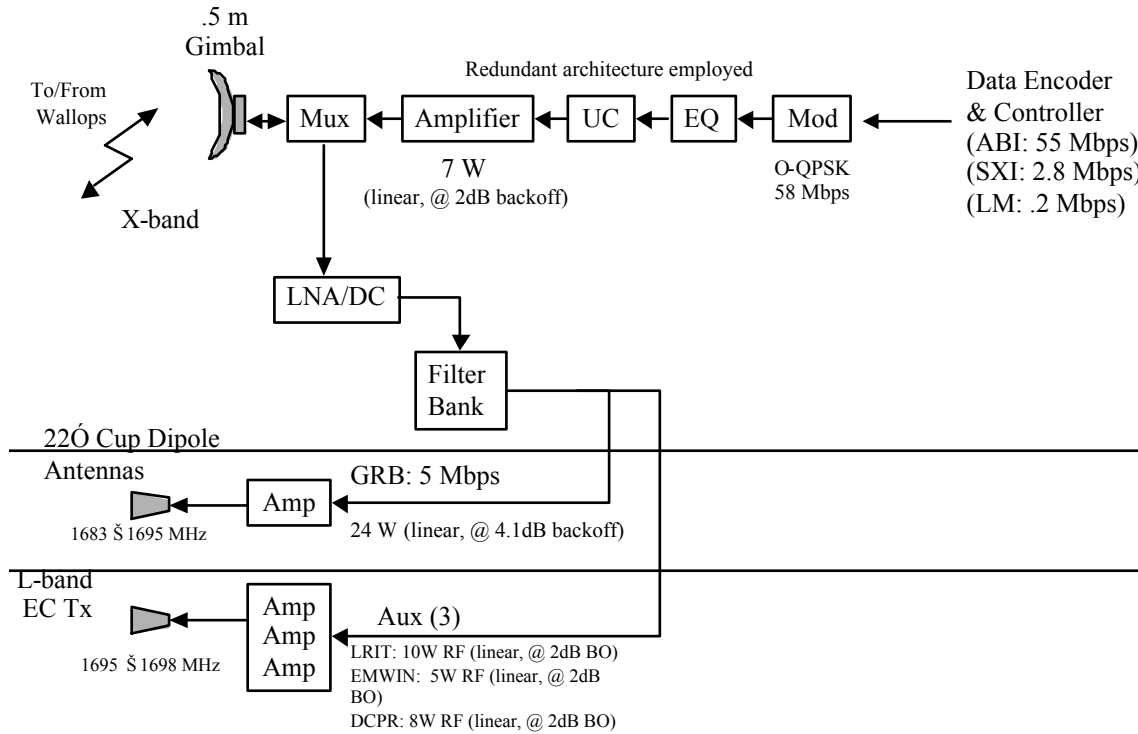 .5 m
Gimbal
To/From
Wallops
X-band
Redundant architecture employed
Mux
Amplifier
UC
EQ
Mod
7 W
(linear, @ 2dB backoff)
O-QPSK
58 Mbps
Data Encoder
& Controller
(ABI: 55 Mbps)
(SXI: 2.8 Mbps)
(LM: .2 Mbps)
LNA/DC
Filter
Bank
22Ó Cup Dipole
Antennas
1683 Š 1695 MHz
Amp
GRB: 5 Mbps
24 W (linear, @ 4.1dB backoff)
L-band
EC Tx
1695 Š 1698 MHz
Amp
Amp
Amp
Aux (3)
LRIT: 10W RF (linear, @ 2dB BO)
EMWIN: 5W RF (linear, @ 2dB
BO)
DCPR: 8W RF (linear, @ 2dB BO)